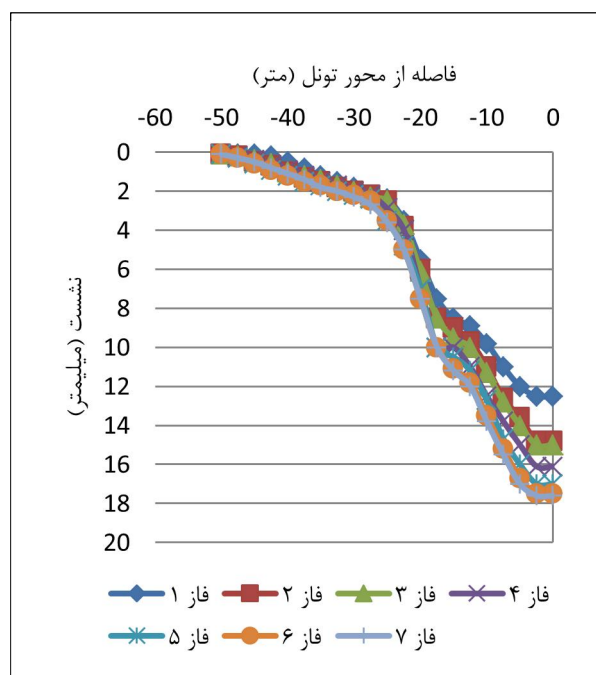 فاصله از محور تونل (متر)
-60 -50 -40 -30 -20 -10 0
0
2
4
6
8
10
12
14
16
18
20
نشست (میلیمتر)
فاز ۱ فاز ۲ فاز ۳ فاز ۴
فاز ۵ فاز ۶ فاز ۷